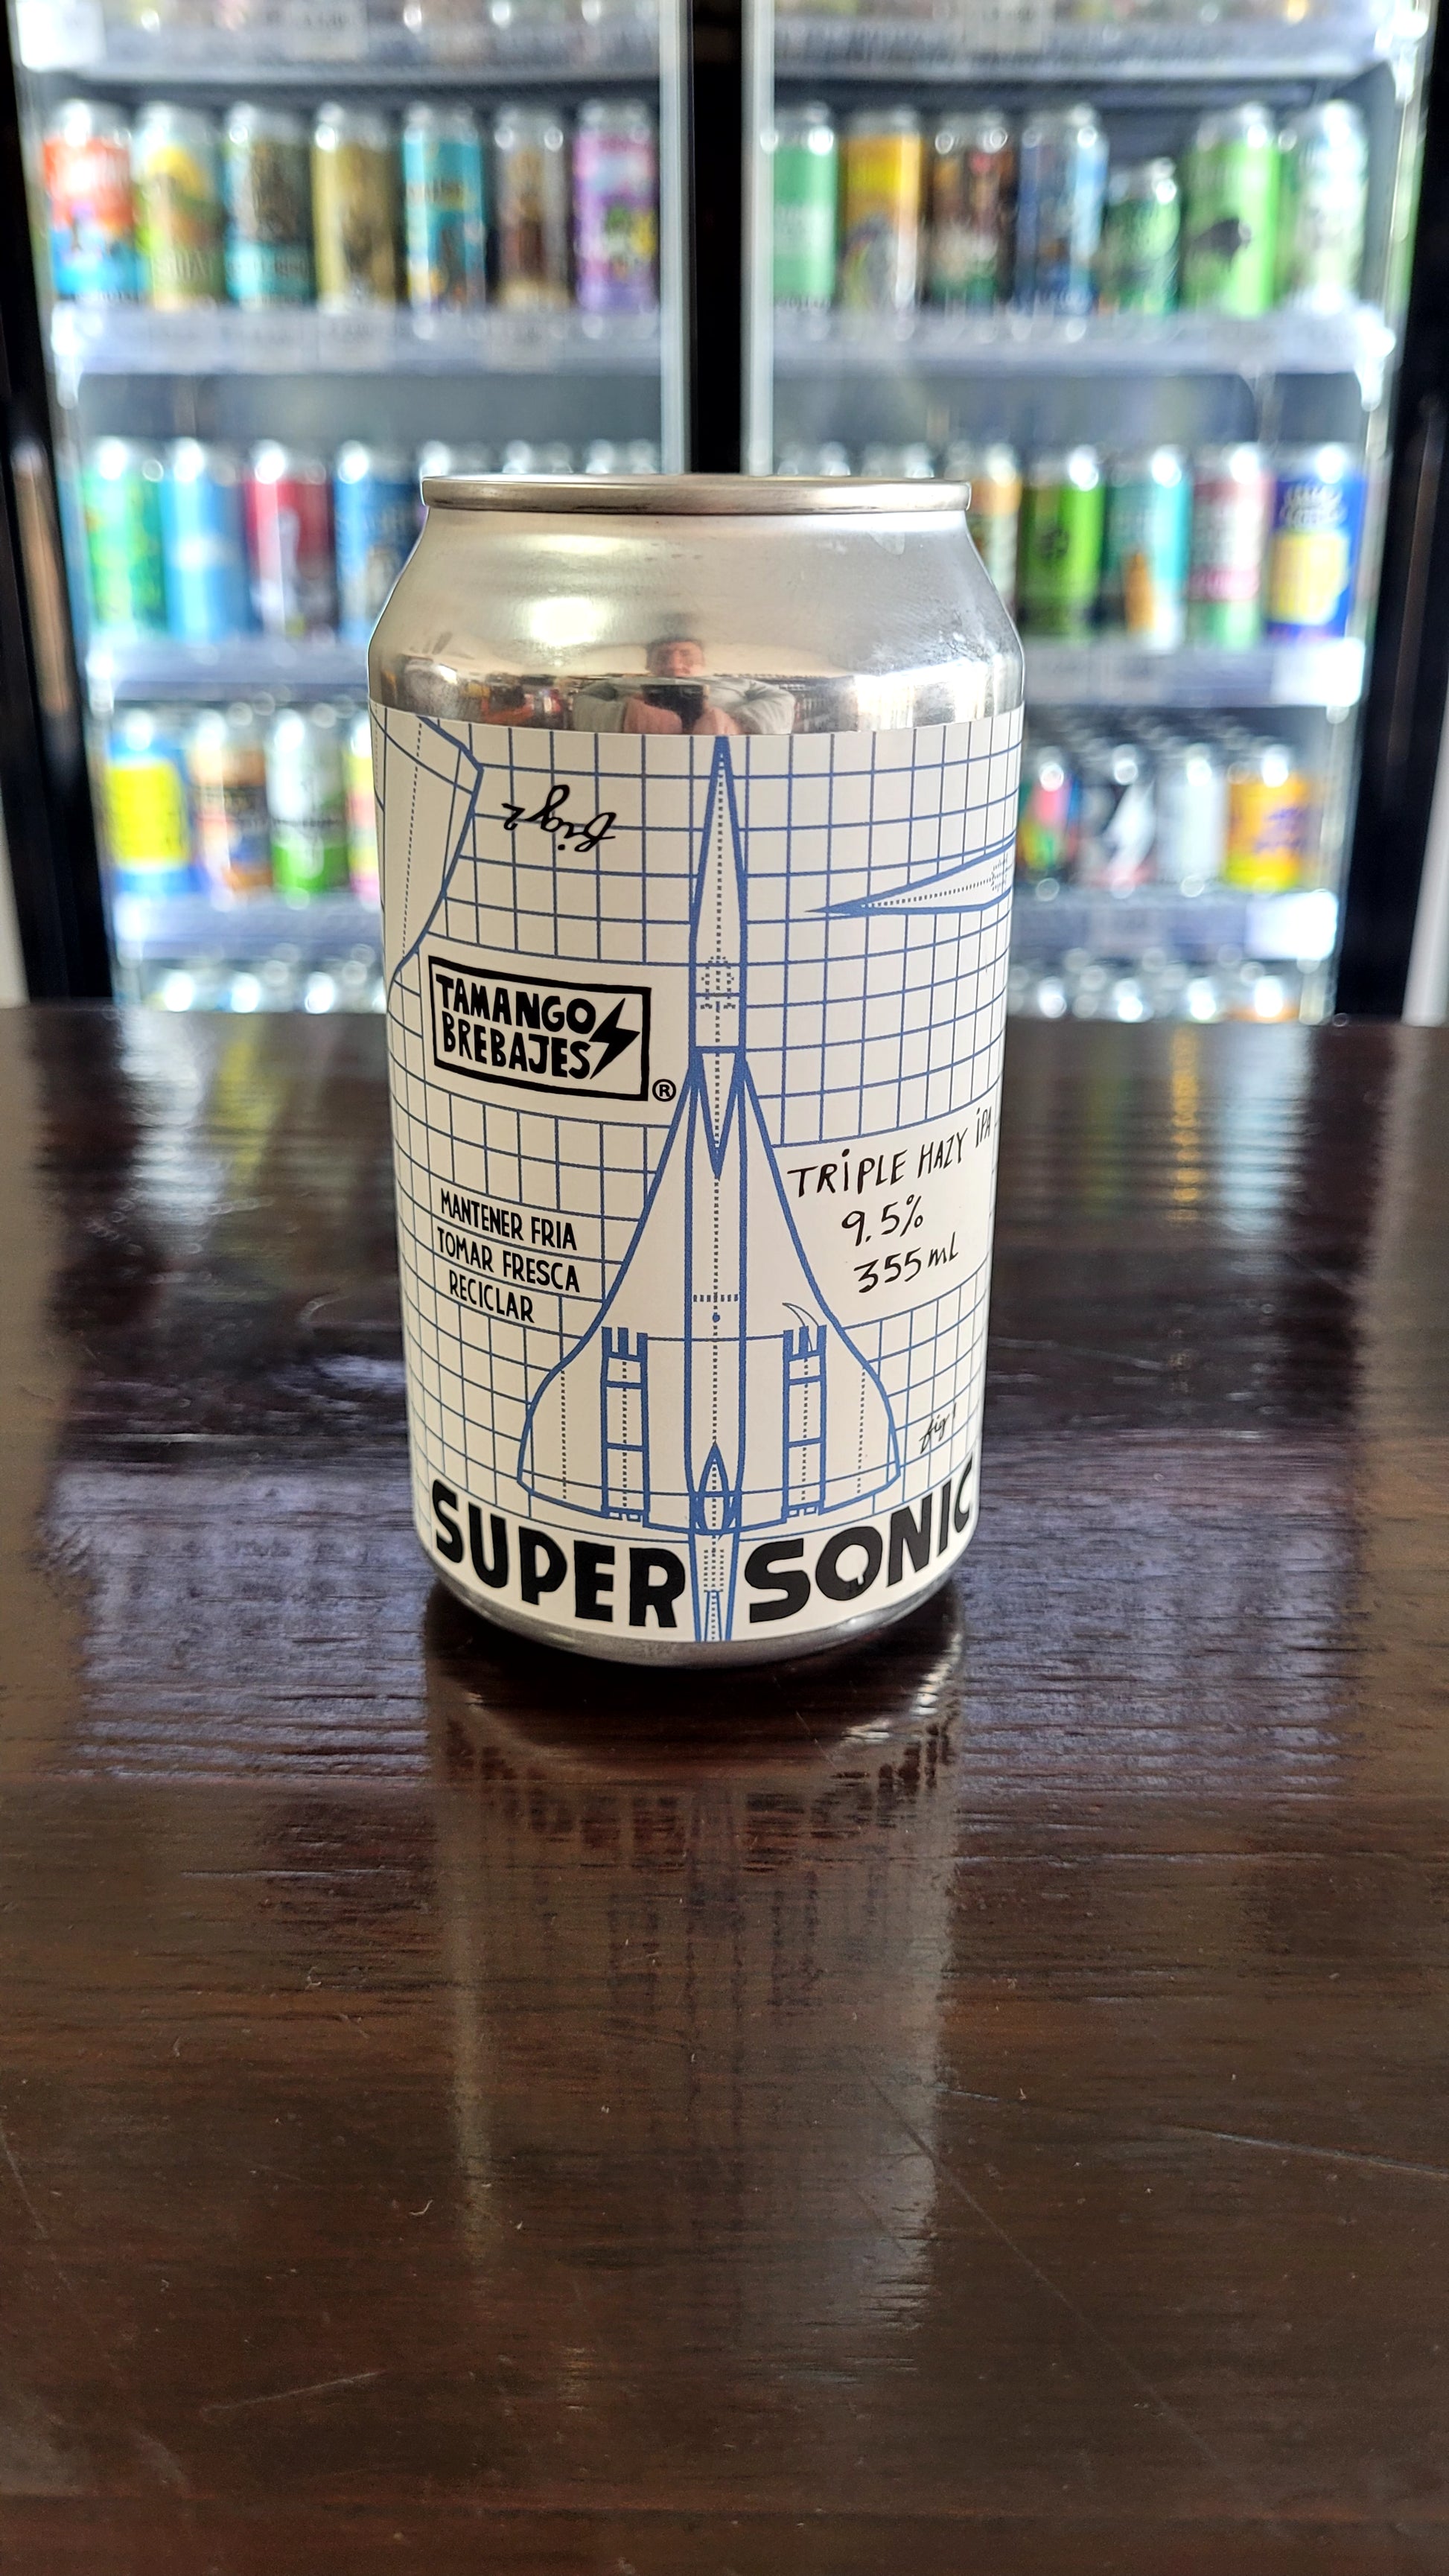 fig 2
TAMANGO
BREBAJES
®
MANTENER FRIA
TOMAR FRESCA
RECICLAR
TRiPLE HAZY iPA
9.5%
355mL
fig 1
SUPER SONIC